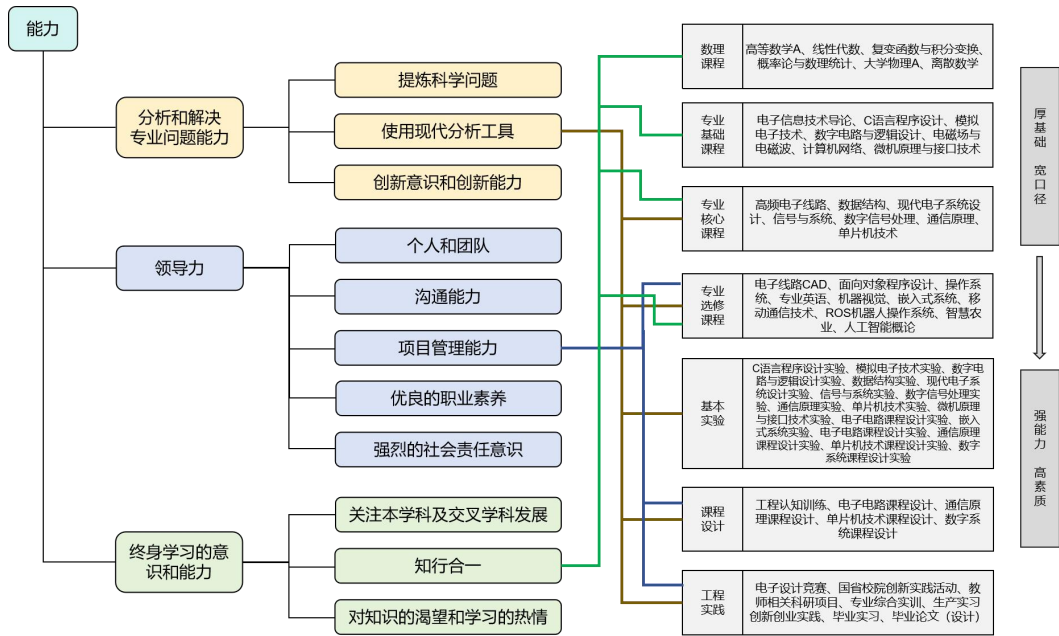 能力
分析和解决
专业问题能力
提炼科学问题
使用现代分析工具
创新意识和创新能力
领导力
个人和团队
沟通能力
项目管理能力
优良的职业素养
强烈的社会责任意识
终身学习的意
识和能力
关注本学科及交叉学科发展
知行合一
对知识的渴望和学习的热情
数理
课程
高等数学A、线性代数、复变函数与积分变换、
概率论与数理统计、大学物理A、离散数学
专业
基础
课程
电子信息技术导论、C语言程序设计、模拟
电子技术、数字电路与逻辑设计、电磁场与
电磁波、计算机网络、微机原理与接口技术
专业
核心
课程
高频电子线路、数据结构、现代电子系统设
计、信号与系统、数字信号处理、通信原理、
单片机技术
专业
选修
课程
电子线路CAD、面向对象程序设计、操作系
统、专业英语、机器视觉、嵌入式系统、移
动通信技术、ROS机器人操作系统、智慧农
业、人工智能概论
基本
实验
C语言程序设计实验、模拟电子技术实验、数字电
路与逻辑设计实验、数据结构实验、现代电子系
统设计实验、信号与系统实验、数字信号处理实
验、通信原理实验、单片机技术实验、微机原理
与接口技术实验、电子电路课程设计实验、嵌入
式系统实验、电子电路课程设计实验、通信原理
课程设计实验、单片机技术课程设计实验、数字
系统课程设计实验
课程
设计
工程认知训练、电子电路课程设计、通信原
理课程设计、单片机技术课程设计、数字系
统课程设计
工程
实践
电子设计竞赛、国省校院创新实践活动、教
师相关科研项目、专业综合实训、生产实习
创新创业实践、毕业实习、毕业论文（设计）
厚基础 宽口径
强能力 高素质